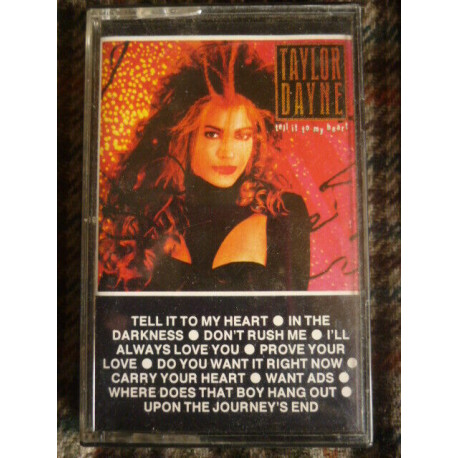 TAYLOR
DAYNE
tell it to my heart
TELL IT TO MY HEART ● IN THE
DARKNESS ● DON'T RUSH ME ● I'LL
ALWAYS LOVE YOU ● PROVE YOUR
LOVE ● DO YOU WANT IT RIGHT NOW ●
CARRY YOUR HEART ● WANT ADS ●
WHERE DOES THAT BOY HANG OUT ●
UPON THE JOURNEY'S END